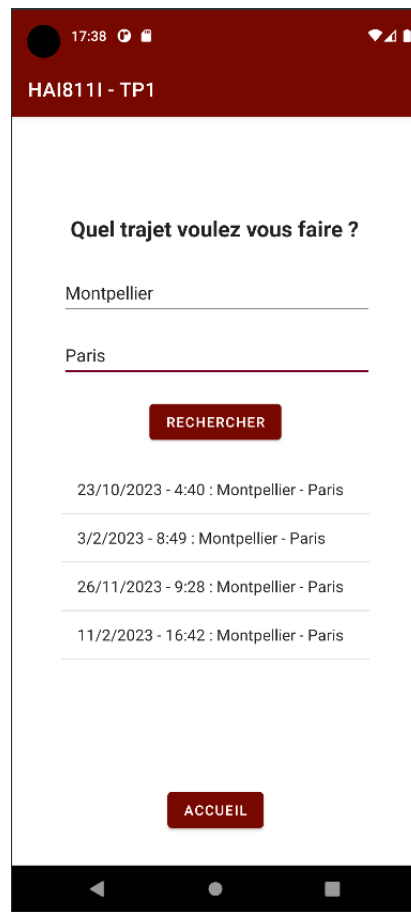 17:38
HAI811I - TP1
Quel trajet voulez vous faire ?
Montpellier
Paris
RECHERCHER
23/10/2023 - 4:40 : Montpellier - Paris
3/2/2023 - 8:49 : Montpellier - Paris
26/11/2023 - 9:28 : Montpellier - Paris
11/2/2023 - 16:42 : Montpellier - Paris
ACCUEIL